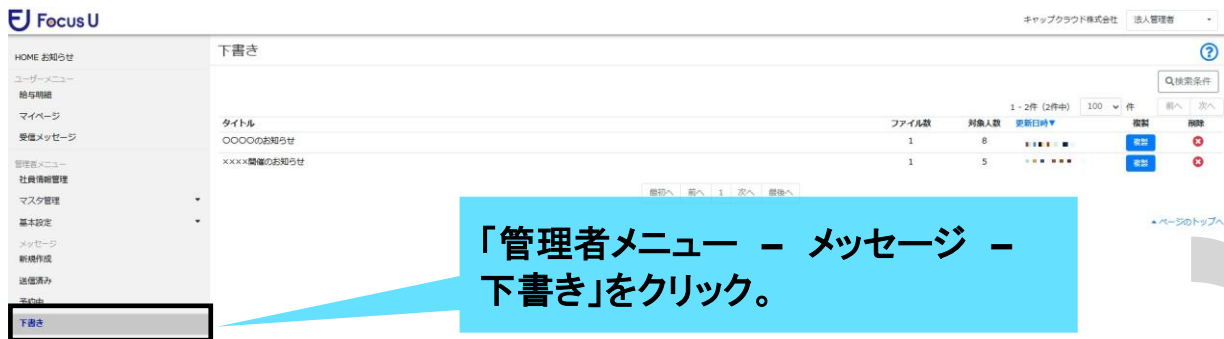 Focus U
キャップクラウド株式会社 法人管理者
HOME お知らせ
ユーザーメニュー
給与明細
マイページ
受信メッセージ
管理者メニュー
社員情報管理
マスタ管理
基本設定
メッセージ
新規作成
送信済み
予約中
下書き
下書き
検索条件
1 - 2件 (2件中) 100 件 前へ 次へ
タイトル ファイル数 対象人数 更新日時▼ 複製 削除
〇〇〇〇のお知らせ 1 8 複製
××××開催のお知らせ 1 5 複製
最初へ 前へ 1 次へ 最後へ
▲ページのトップへ
「管理者メニュー － メッセージ －
下書き」をクリック。